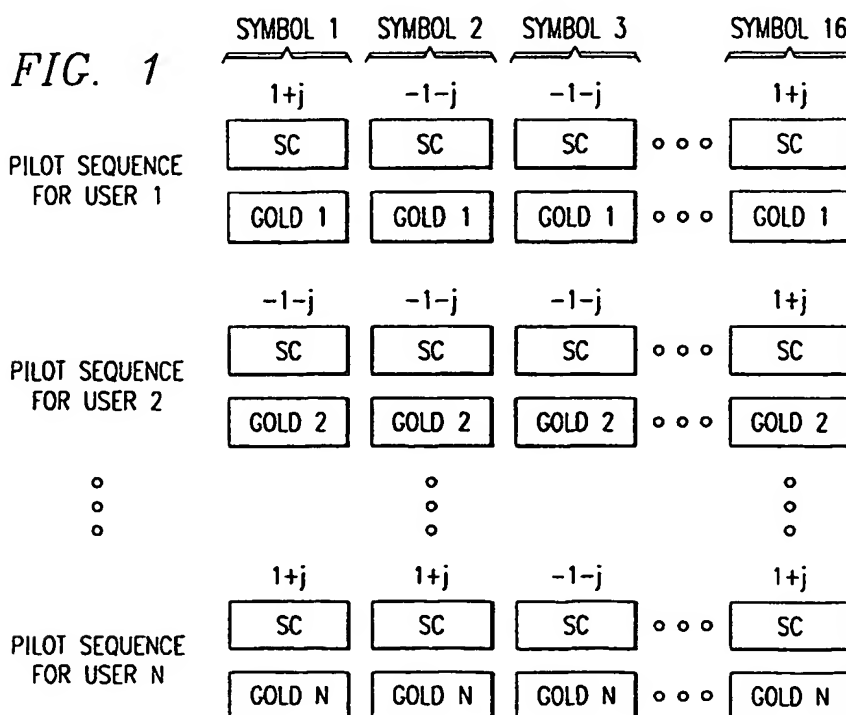 SYMBOL 1 SYMBOL 2 SYMBOL 3 SYMBOL 16
FIG. 1
1+j -1-j -1-j 1+j
SC SC SC SC
PILOT SEQUENCE
FOR USER 1
GOLD 1 GOLD 1 GOLD 1 GOLD 1
-1-j -1-j -1-j 1+j
SC SC SC SC
PILOT SEQUENCE
FOR USER 2
GOLD 2 GOLD 2 GOLD 2 GOLD 2
1+j 1+j -1-j 1+j
SC SC SC SC
PILOT SEQUENCE
FOR USER N
GOLD N GOLD N GOLD N GOLD N